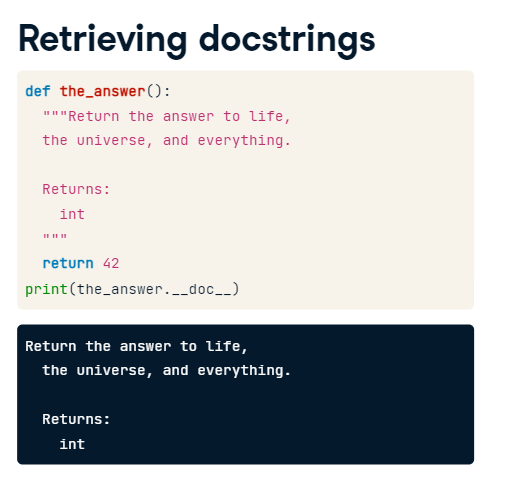 Retrieving docstrings
def the_answer():
  """Return the answer to life,
  the universe, and everything.

  Returns:
    int
  """
  return 42
print(the_answer.__doc__)
Return the answer to life,
  the universe, and everything.

  Returns:
    int